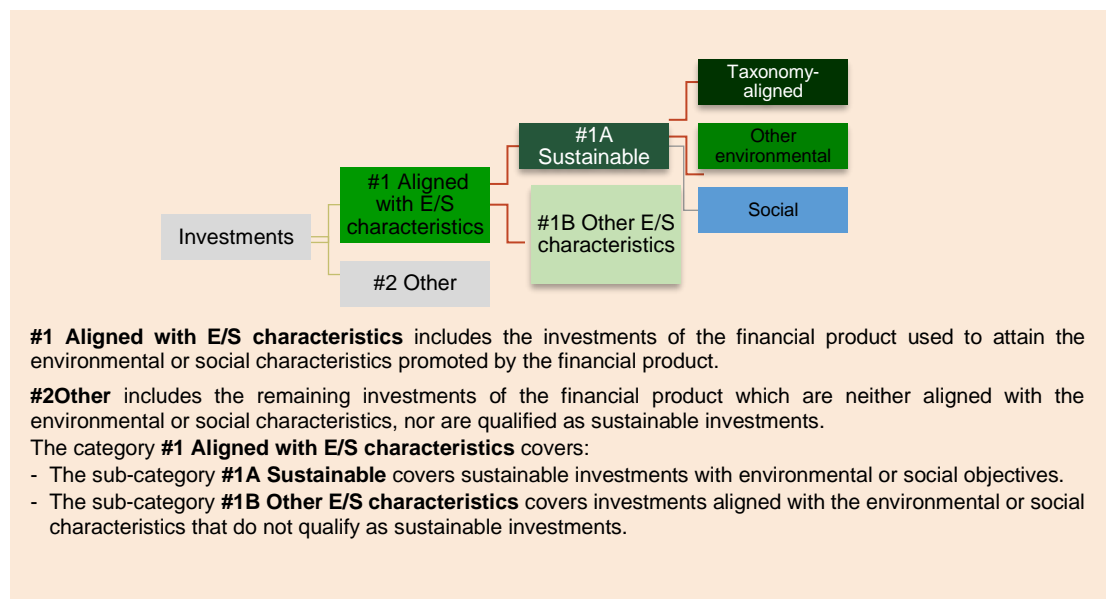 Taxonomy-
aligned
#1A
Sustainable
Other
environmental
#1 Aligned
with E/S
characteristics
#1B Other E/S
characteristics
Social
Investments
#2 Other
#1 Aligned with E/S characteristics includes the investments of the financial product used to attain the
environmental or social characteristics promoted by the financial product.
#2Other includes the remaining investments of the financial product which are neither aligned with the
environmental or social characteristics, nor are qualified as sustainable investments.
The category #1 Aligned with E/S characteristics covers:
- The sub-category #1A Sustainable covers sustainable investments with environmental or social objectives.
- The sub-category #1B Other E/S characteristics covers investments aligned with the environmental or social
characteristics that do not qualify as sustainable investments.